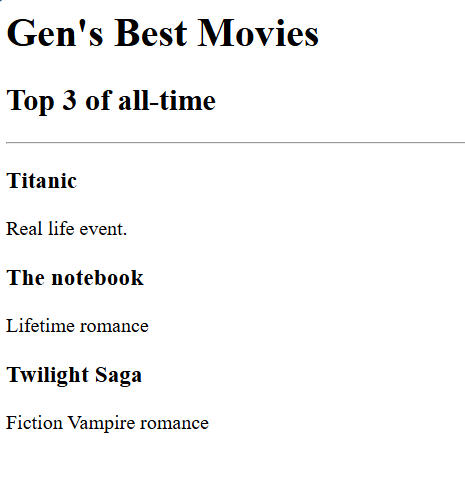 Gen's Best Movies
Top 3 of all-time
Titanic
Real life event.
The notebook
Lifetime romance
Twilight Saga
Fiction Vampire romance